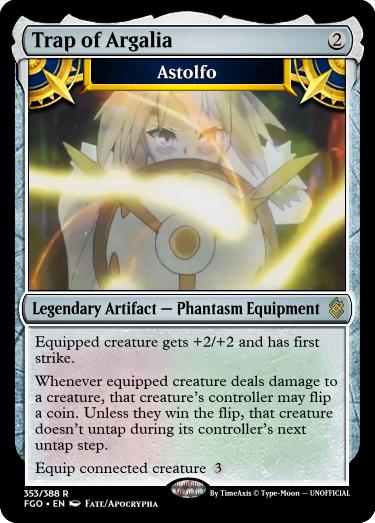 Trap of Argalia 2
Astolfo
Legendary Artifact — Phantasm Equipment
Equipped creature gets +2/+2 and has first
strike.
Whenever equipped creature deals damage to
a creature, that creature's controller may flip
a coin. Unless they win the flip, that creature
doesn't untap during its controller's next
untap step.
Equip connected creature 3
353/388 R
FGO • EN Fate/Apocrypha
By TimeAxis © Type-Moon — UNOFFICIAL